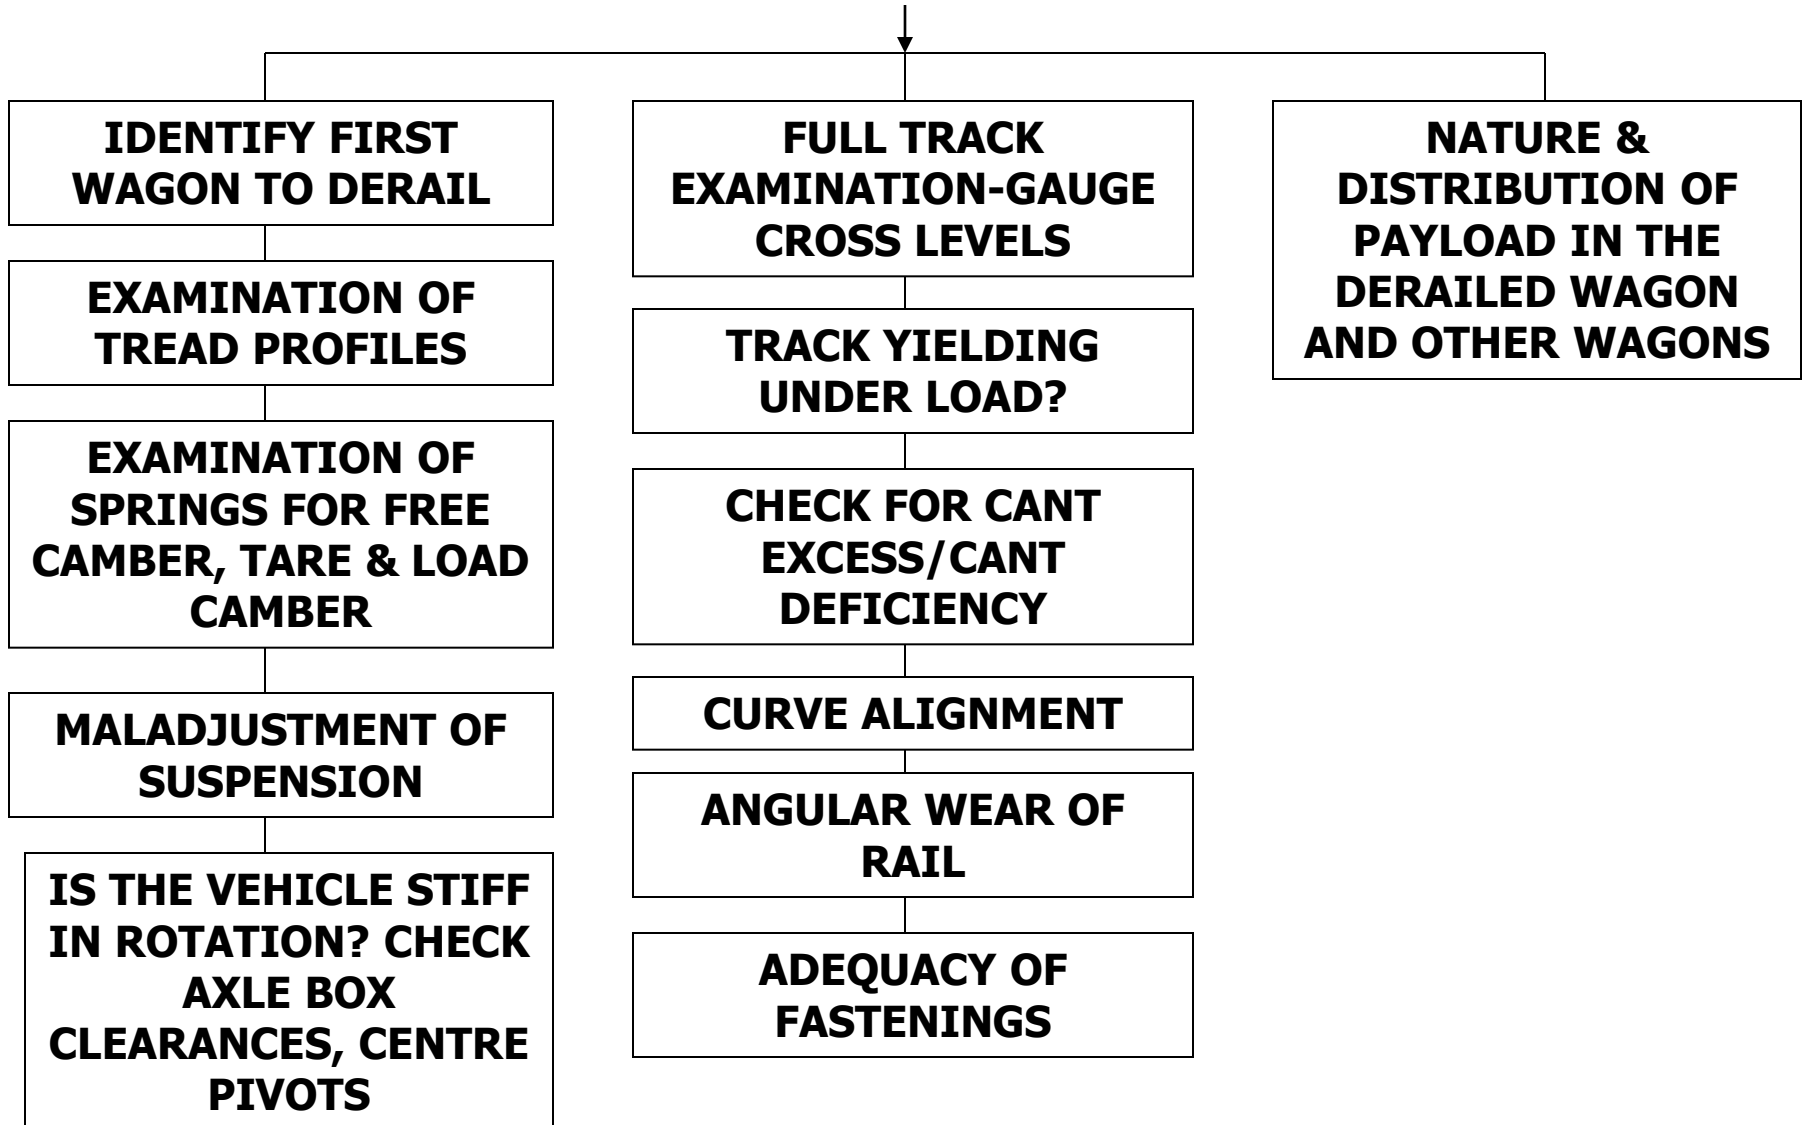 IDENTIFY FIRST
WAGON TO DERAIL
EXAMINATION OF
TREAD PROFILES
EXAMINATION OF
SPRINGS FOR FREE
CAMBER, TARE & LOAD
CAMBER
MALADJUSTMENT OF
SUSPENSION
IS THE VEHICLE STIFF
IN ROTATION? CHECK
AXLE BOX
CLEARANCES, CENTRE
PIVOTS
FULL TRACK
EXAMINATION-GAUGE
CROSS LEVELS
TRACK YIELDING
UNDER LOAD?
CHECK FOR CANT
EXCESS/CANT
DEFICIENCY
CURVE ALIGNMENT
ANGULAR WEAR OF
RAIL
ADEQUACY OF
FASTENINGS
NATURE &
DISTRIBUTION OF
PAYLOAD IN THE
DERAILED WAGON
AND OTHER WAGONS